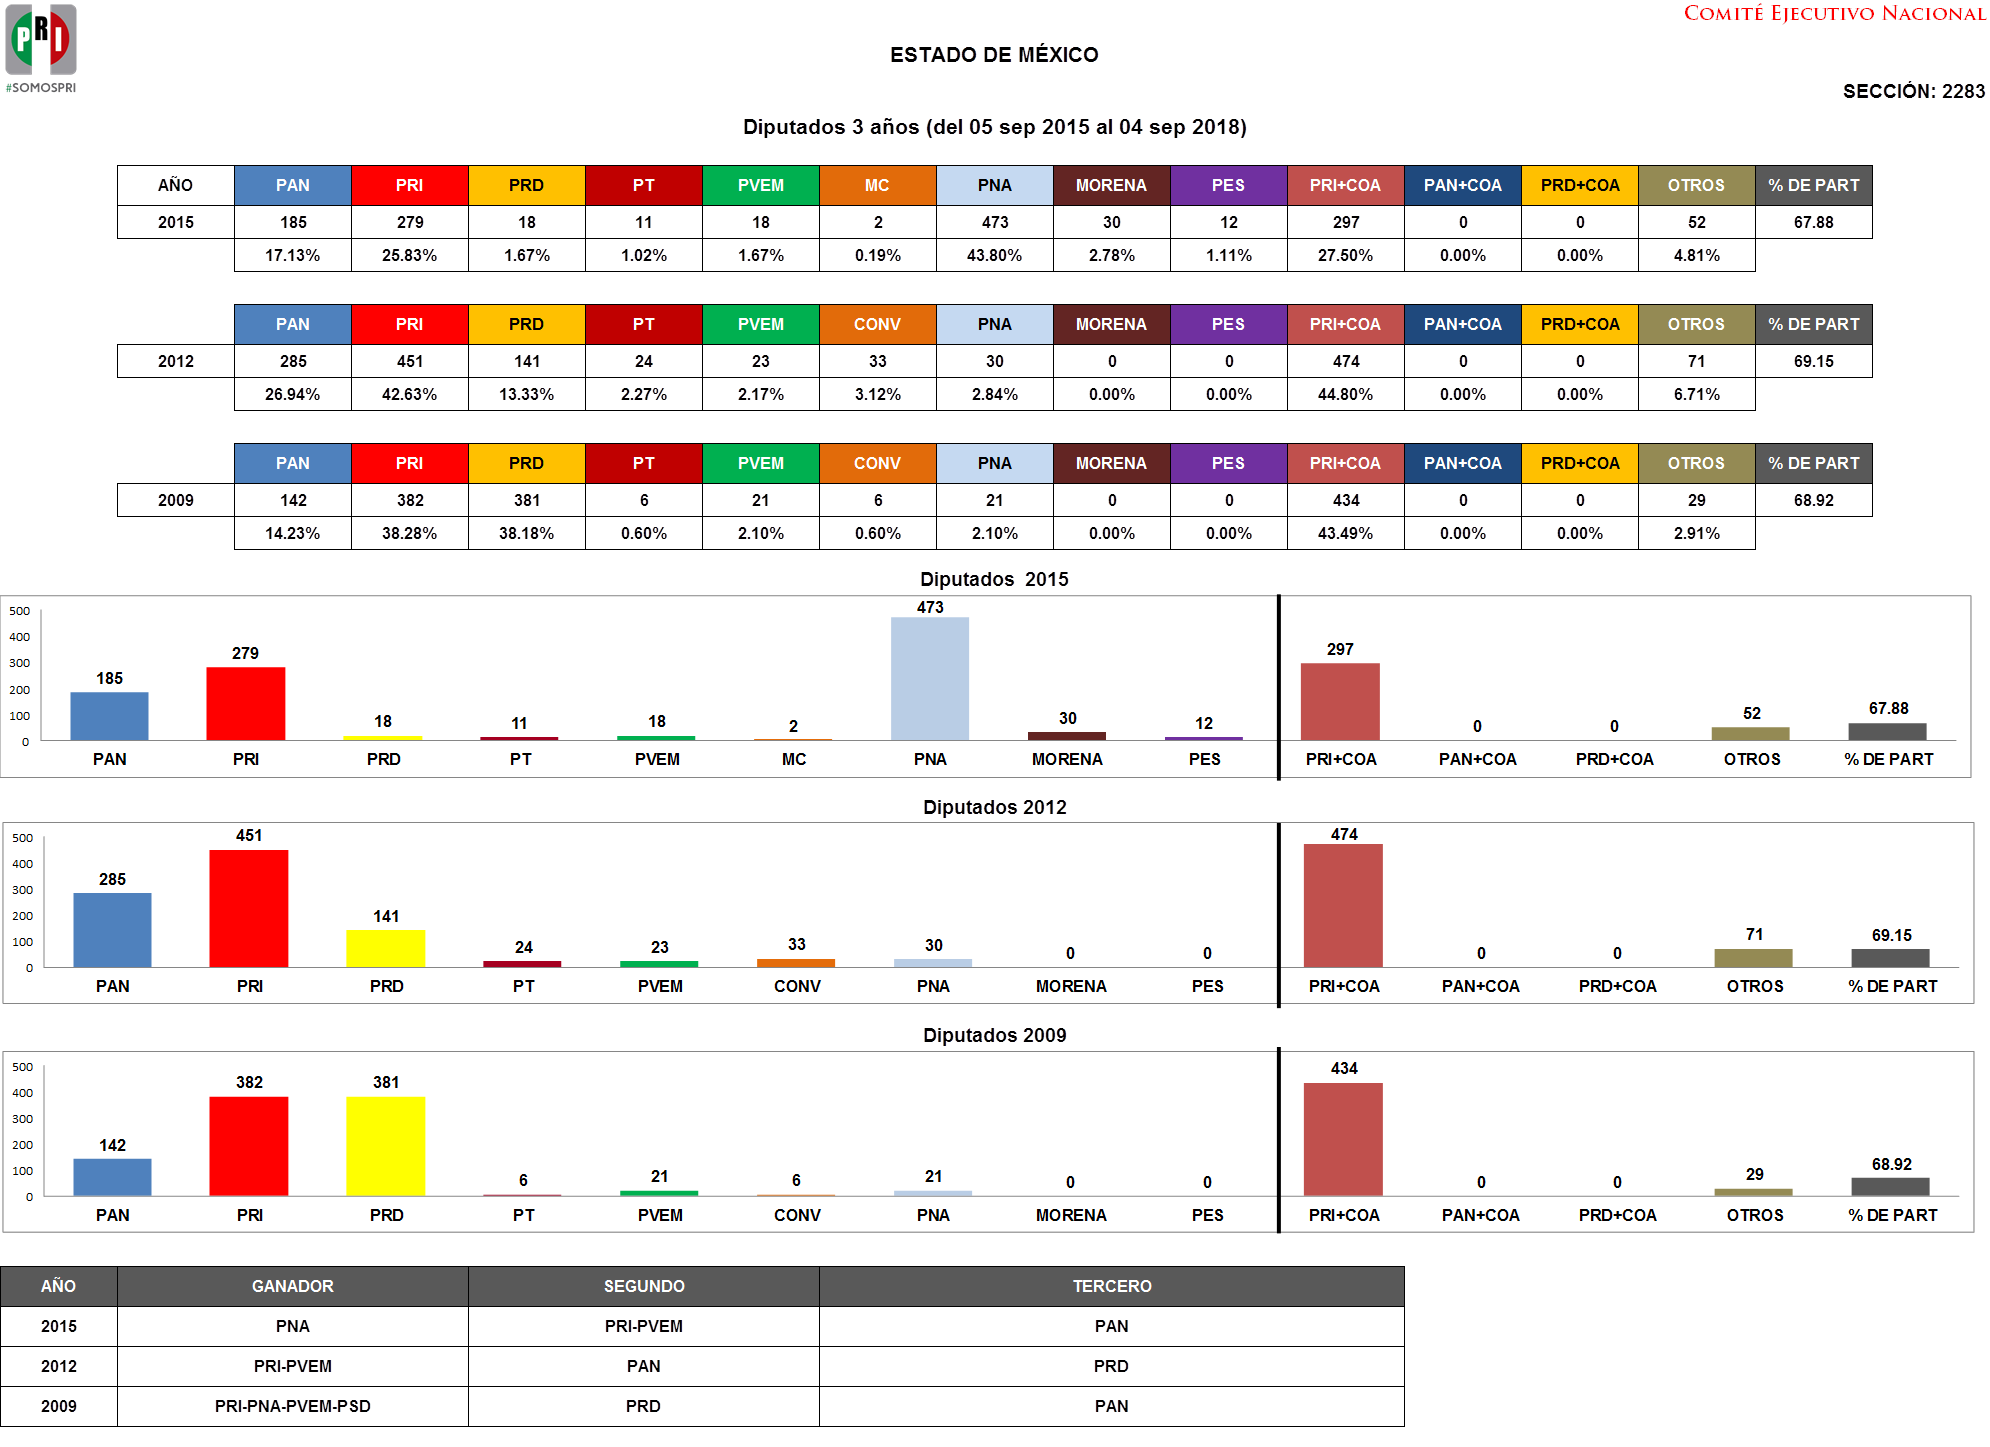 PRI
#SOMOSPRI
COMITÉ EJECUTIVO NACIONAL
ESTADO DE MÉXICO
SECCIÓN: 2283
Diputados 3 años (del 05 sep 2015 al 04 sep 2018)
AÑO PAN PRI PRD PT PVEM MC PNA MORENA PES PRI+COA PAN+COA PRD+COA OTROS % DE PART
2015 185 279 18 11 18 2 473 30 12 297 0 0 52 67.88
17.13% 25.83% 1.67% 1.02% 1.67% 0.19% 43.80% 2.78% 1.11% 27.50% 0.00% 0.00% 4.81%
PAN PRI PRD PT PVEM CONV PNA MORENA PES PRI+COA PAN+COA PRD+COA OTROS % DE PART
2012 285 451 141 24 23 33 30 0 0 474 0 0 71 69.15
26.94% 42.63% 13.33% 2.27% 2.17% 3.12% 2.84% 0.00% 0.00% 44.80% 0.00% 0.00% 6.71%
PAN PRI PRD PT PVEM CONV PNA MORENA PES PRI+COA PAN+COA PRD+COA OTROS % DE PART
2009 142 382 381 6 21 6 21 0 0 434 0 0 29 68.92
14.23% 38.28% 38.18% 0.60% 2.10% 0.60% 2.10% 0.00% 0.00% 43.49% 0.00% 0.00% 2.91%
Diputados 2015
500
400
300
200
100
0
185 279 18 11 18 2 473 30 12 297 0 0 52 67.88
PAN PRI PRD PT PVEM MC PNA MORENA PES PRI+COA PAN+COA PRD+COA OTROS % DE PART
Diputados 2012
500
400
300
200
100
0
285 451 141 24 23 33 30 0 0 474 0 0 71 69.15
PAN PRI PRD PT PVEM CONV PNA MORENA PES PRI+COA PAN+COA PRD+COA OTROS % DE PART
Diputados 2009
500
400
300
200
100
0
142 382 381 6 21 6 21 0 0 434 0 0 29 68.92
PAN PRI PRD PT PVEM CONV PNA MORENA PES PRI+COA PAN+COA PRD+COA OTROS % DE PART
AÑO GANADOR SEGUNDO TERCERO
2015 PNA PRI-PVEM PAN
2012 PRI-PVEM PAN PRD
2009 PRI-PNA-PVEM-PSD PRD PAN